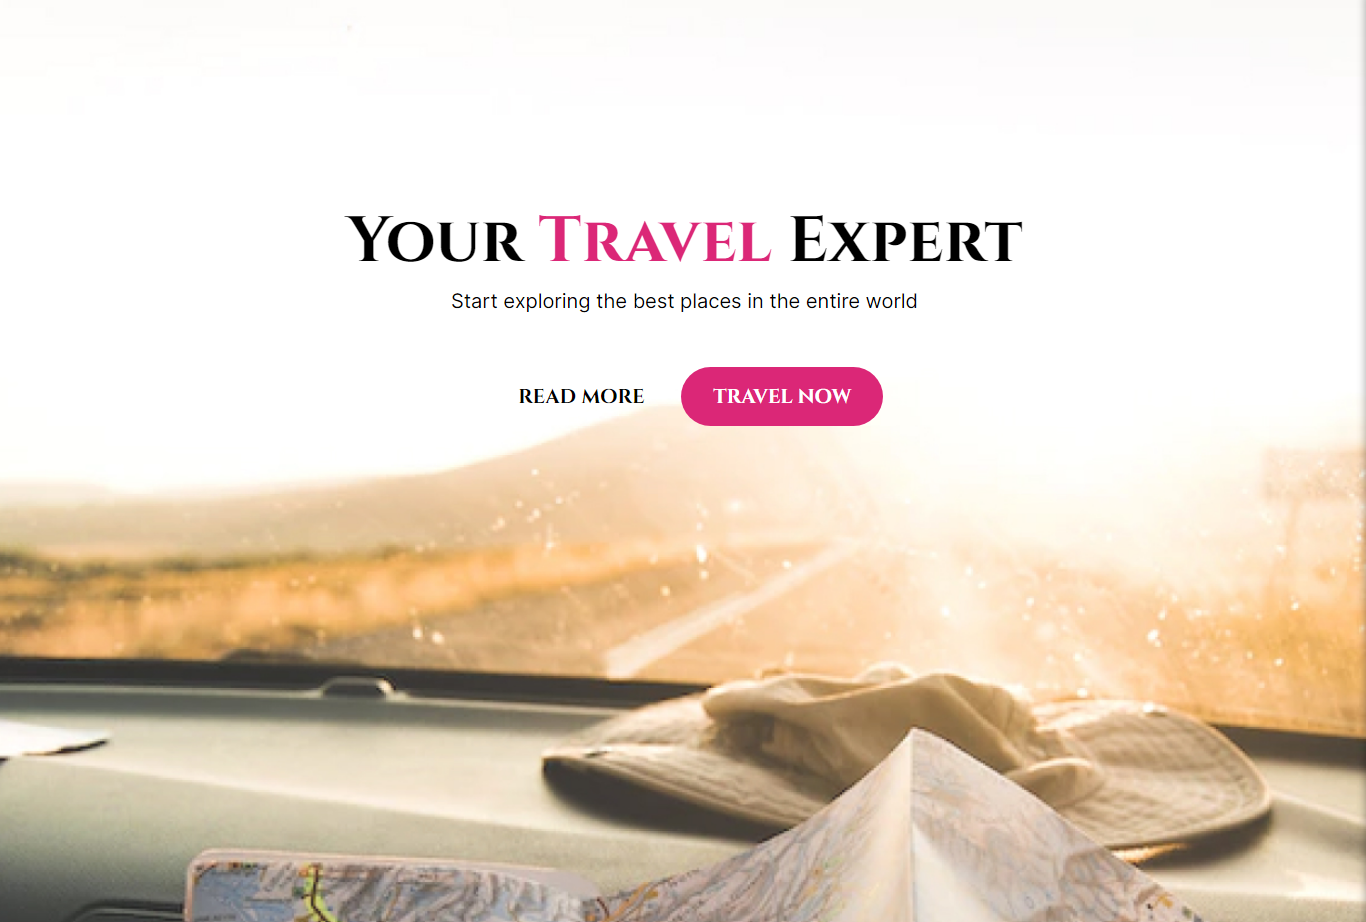 Your Travel Expert
Start exploring the best places in the entire world
READ MORE
TRAVEL NOW